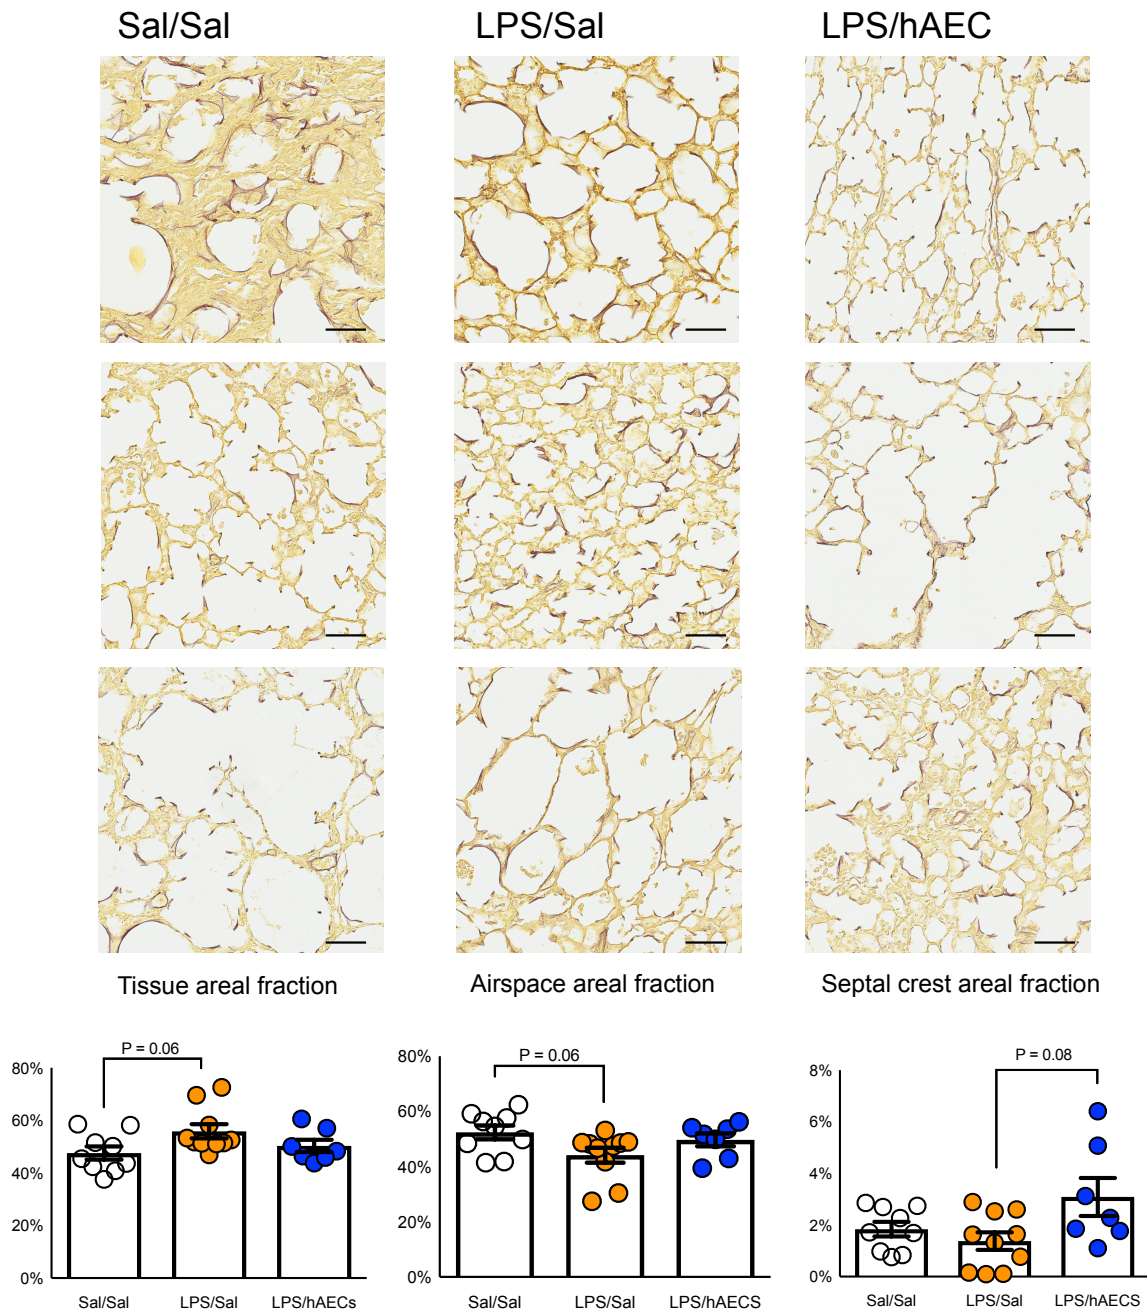 Sal/Sal LPS/Sal LPS/hAEC
Tissue areal fraction Airspace areal fraction Septal crest areal fraction
P = 0.06
80%
60%
40%
20%
0%
Sal/Sal LPS/Sal LPS/hAECs
P = 0.06
80%
60%
40%
20%
0%
Sal/Sal LPS/Sal LPS/hAECS
P = 0.08
8%
6%
4%
2%
0%
Sal/Sal LPS/Sal LPS/hAECS